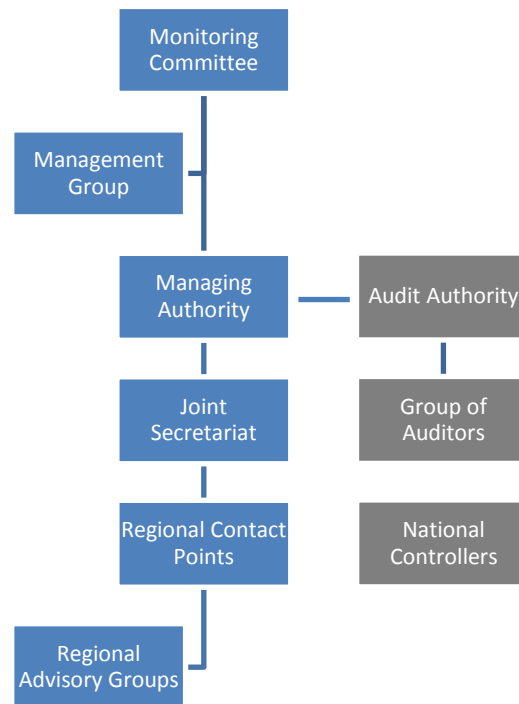 Monitoring
Committee
Management
Group
Managing
Authority
Audit Authority
Joint
Secretariat
Group of
Auditors
Regional Contact
Points
National
Controllers
Regional
Advisory Groups